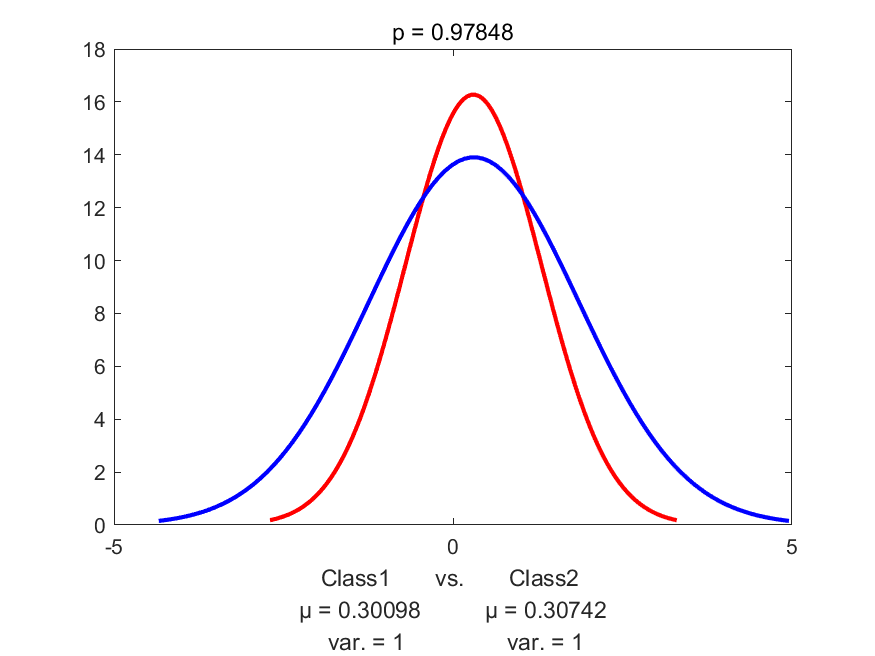 p = 0.97848
18
16
14
12
10
8
6
4
2
0
-5 0 5
Class1 vs. Class2
μ = 0.30098 μ = 0.30742
var. = 1 var. = 1